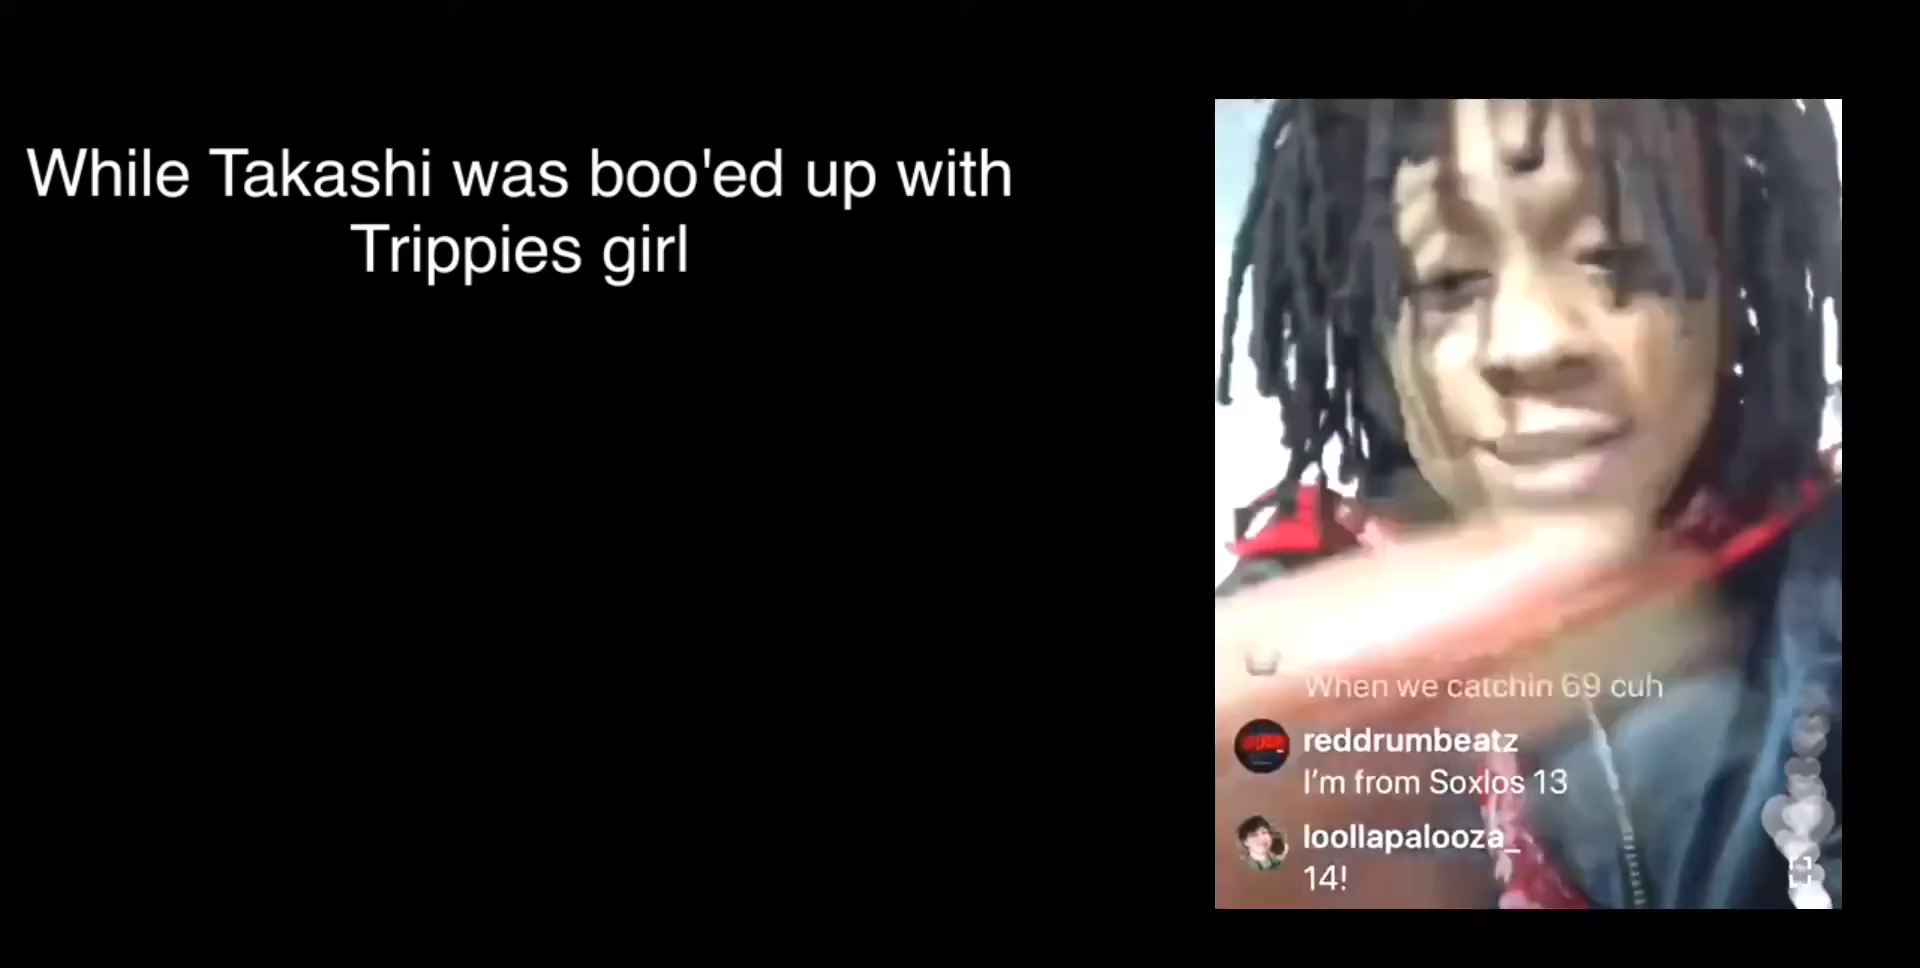 While Takashi was boo'ed up with
Trippies girl
When we catchin 69 cuh
reddrumbeatz
I'm from Soxlos 13
loollapalooza_
14!